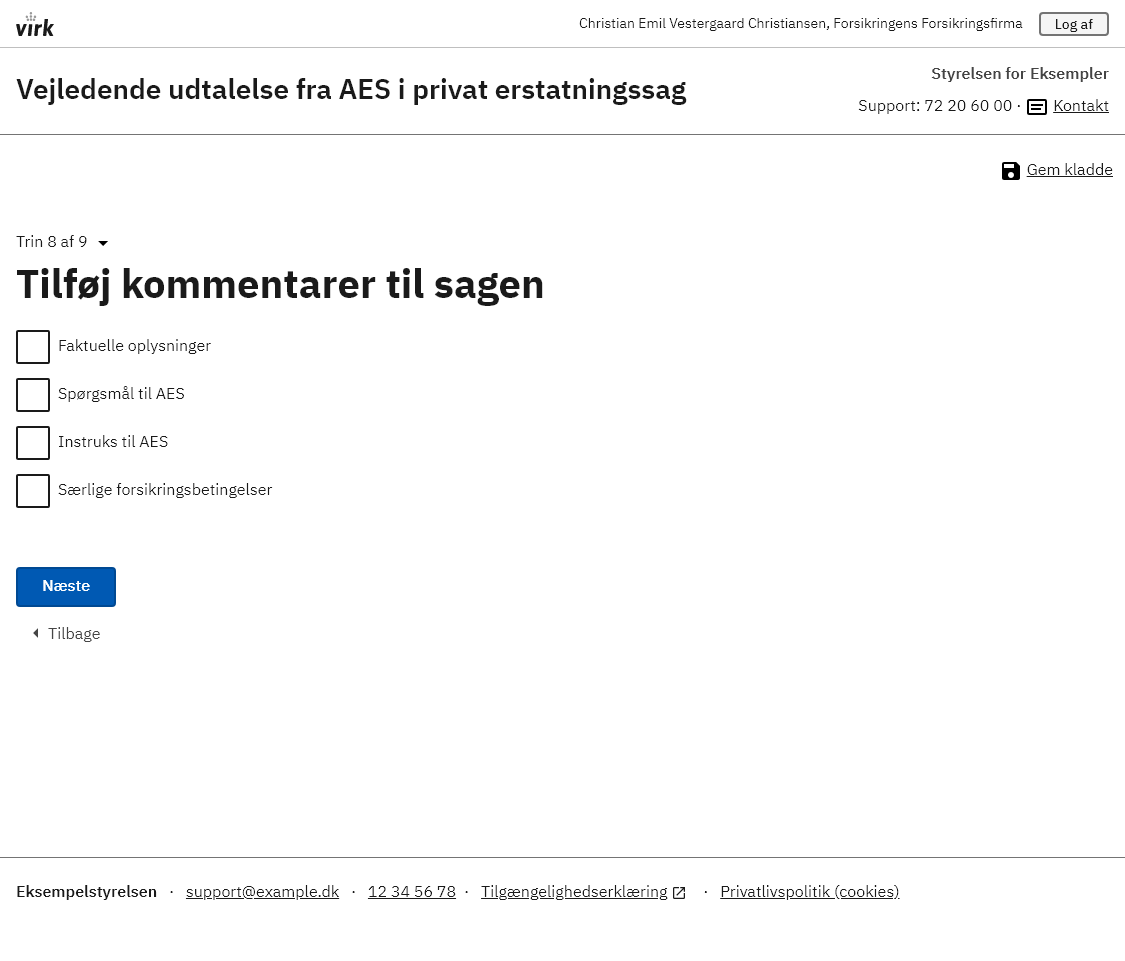 virk
Christian Emil Vestergaard Christiansen, Forsikringens Forsikringsfirma
Log af
Vejledende udtalelse fra AES i privat erstatningssag
Styrelsen for Eksempler
Support: 72 20 60 00 · Kontakt
Gem kladde
Trin 8 af 9
Tilføj kommentarer til sagen
Faktuelle oplysninger
Spørgsmål til AES
Instruks til AES
Særlige forsikringsbetingelser
Næste
Tilbage
Eksempelstyrelsen · support@example.dk · 12 34 56 78 · Tilgængelighedserklæring · Privatlivspolitik (cookies)